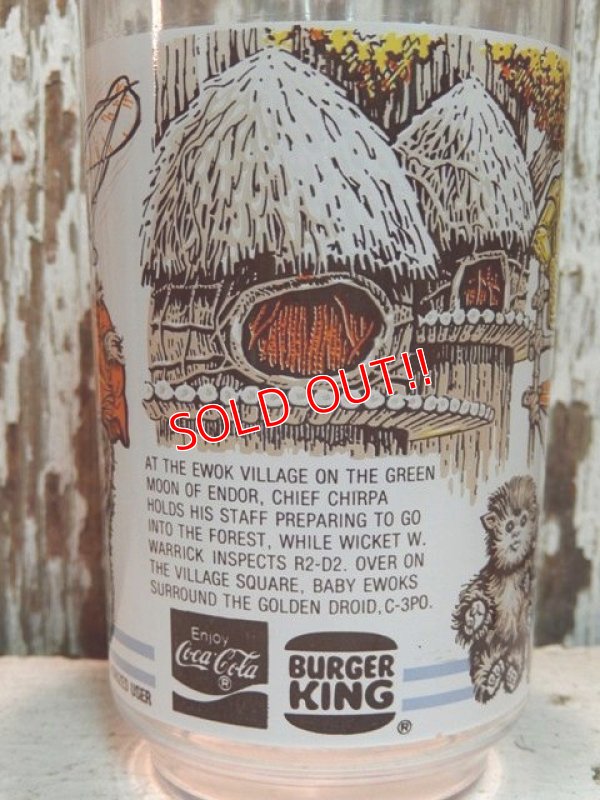 SOLD OUT!!
AT THE EWOK VILLAGE ON THE GREEN
MOON OF ENDOR, CHIEF CHIRPA
HOLDS HIS STAFF PREPARING TO GO
INTO THE FOREST, WHILE WICKET W.
WARRICK INSPECTS R2-D2. OVER ON
THE VILLAGE SQUARE, BABY EWOKS
SURROUND THE GOLDEN DROID, C-3PO.
Enjoy
Coca-Cola
®
BURGER
KING
®
USER